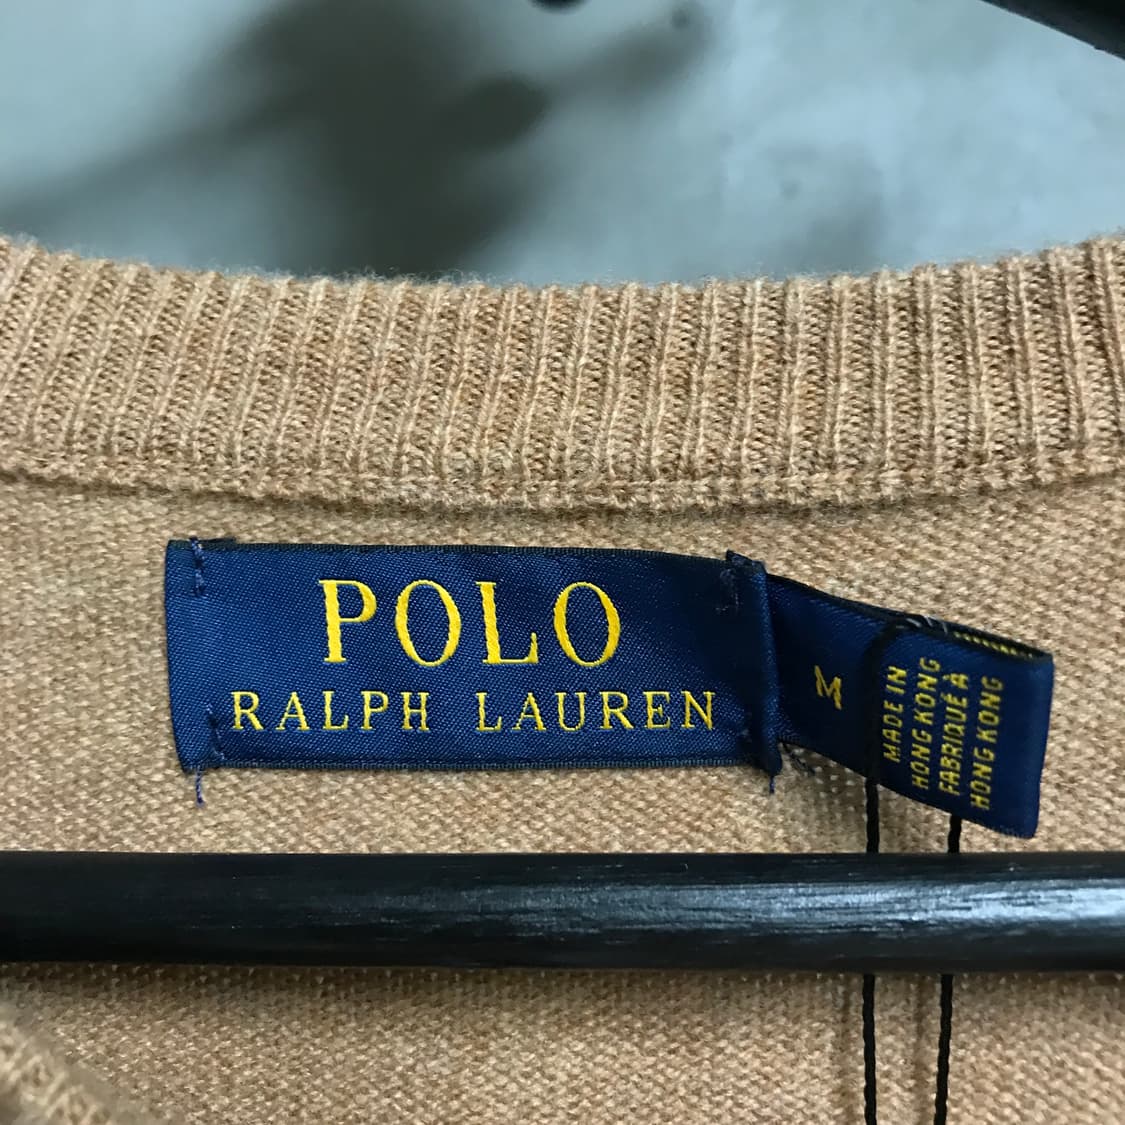 POLO
RALPH LAUREN
M
MADE IN
HONG KONG
FABRIQUÉ À
HONG KONG